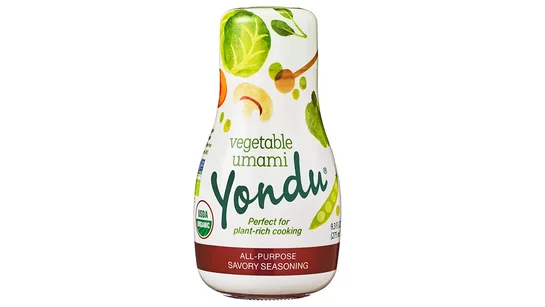 vegetable
umami
Yondu®
USDA
ORGANIC
Perfect for
plant-rich cooking
ALL-PURPOSE
SAVORY SEASONING